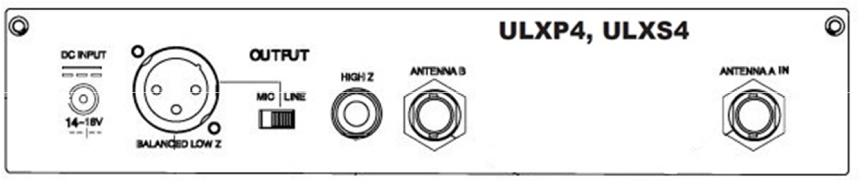 ULXP4, ULXS4
DC INPUT
14-18V
BALANCED LOW Z
OUTPUT
MIC LINE
HIGH Z
ANTENNA B
ANTENNA A IN